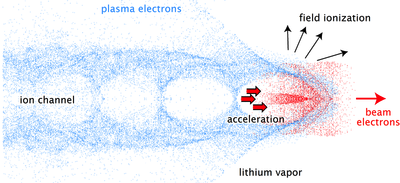 plasma electrons
field ionization
ion channel
acceleration
beam
electrons
lithium vapor